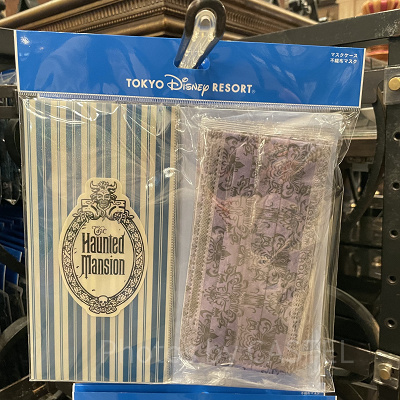 マスクケース
不織布マスク
TOKYO Disney RESORT®
The
Haunted
Mansion